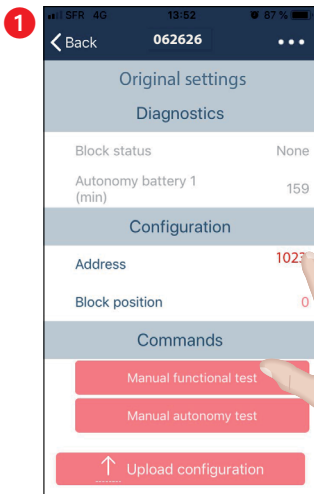 1
SFR 4G 13:52 87 %
Back 062626
Original settings
Diagnostics
Block status None
Autonomy battery 1
(min) 159
Configuration
Address 1023
Block position 0
Commands
Manual functional test
Manual autonomy test
Upload configuration